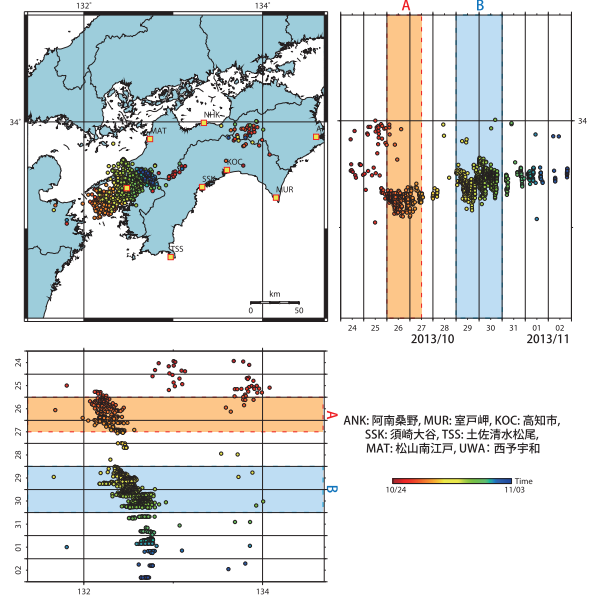 132° 134°
A B
34° 34
NHK
MAT
A
KOC
SSK
MUR
TSS
km
0 50
24 25 26 27 28 29 30 31 01 02
2013/10 2013/11
24
25
26
27
28
29
30
31
01
02
A
B
132 134
ANK: 阿南桑野, MUR: 室戸岬, KOC: 高知市,
SSK: 須崎大谷, TSS: 土佐清水松尾,
MAT: 松山南江戸, UWA: 西予宇和
Time
10/24 11/03